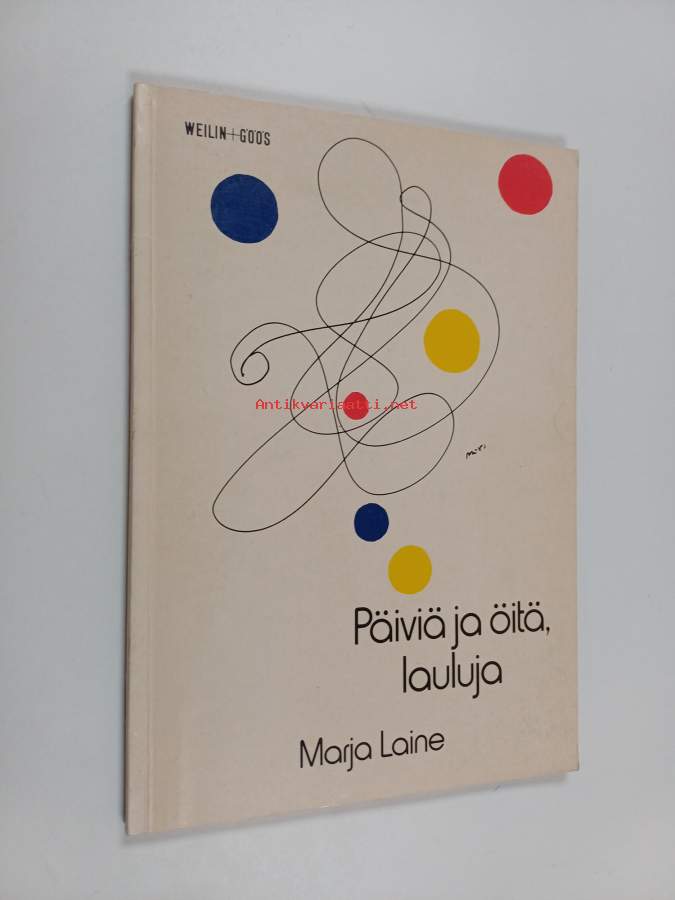 WEILIN+GÖÖS
Antikvariaatti.net
Päiviä ja öitä,
lauluja
Marja Laine